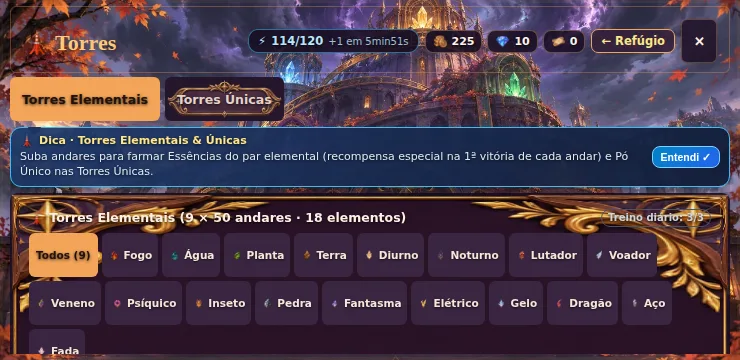 Torres
⚡ 114/120 +1 em 5min51s
225
10
0
← Refúgio
×
Torres Elementais
Torres Únicas
Dica · Torres Elementais & Únicas
Suba andares para farmar Essências do par elemental (recompensa especial na 1ª vitória de cada andar) e Pó
Único nas Torres Únicas.
Entendi ✓
Torres Elementais (9 × 50 andares · 18 elementos)
Treino diário: 3/3
Todos (9)
Fogo
Água
Planta
Terra
Diurno
Noturno
Lutador
Voador
Veneno
Psíquico
Inseto
Pedra
Fantasma
Elétrico
Gelo
Dragão
Aço
Fada